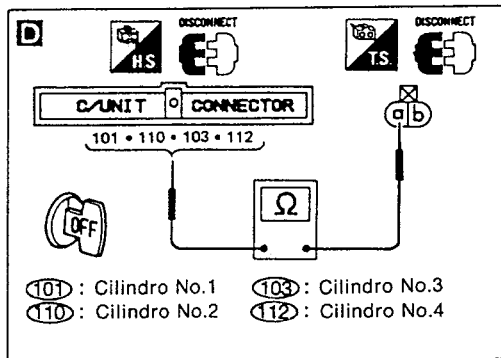 D
DISCONNECT
DISCONNECT
H.S.
T.S.
C/UNIT CONNECTOR
a b
101 • 110 • 103 • 112
Ω
OFF
101 : Cilindro No.1 103 : Cilindro No.3
110 : Cilindro No.2 112 : Cilindro No.4